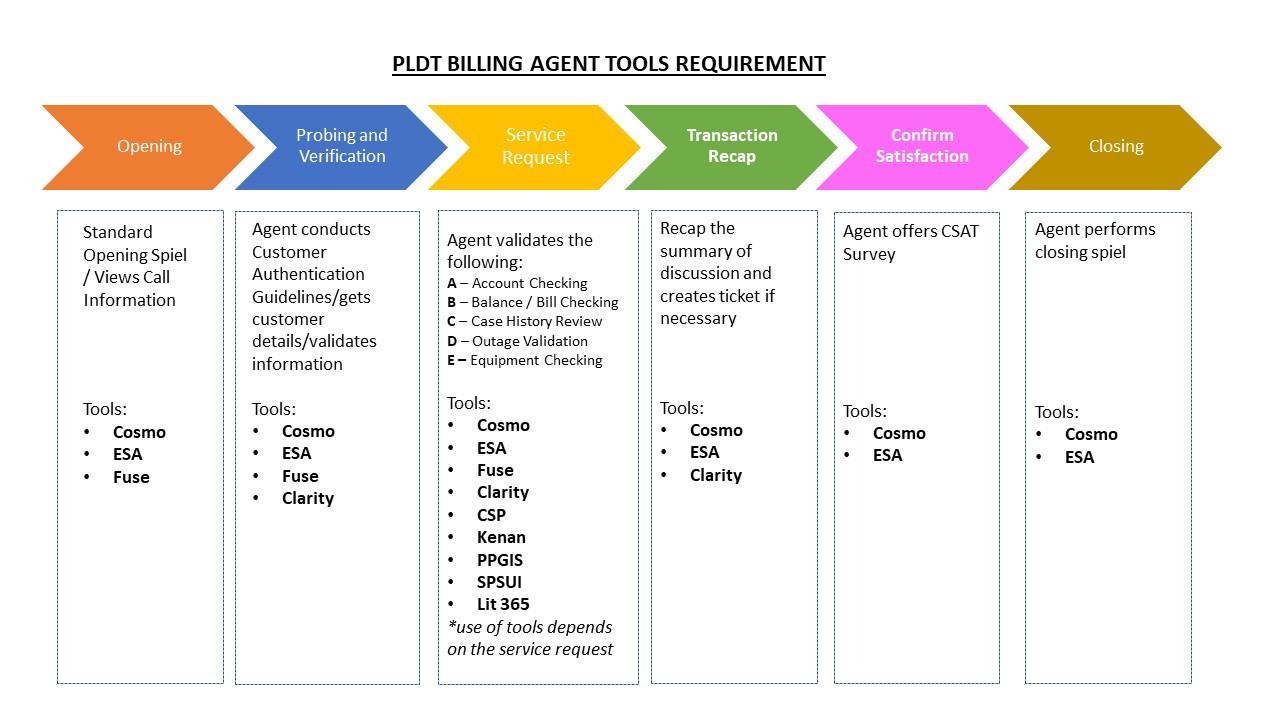 PLDT BILLING AGENT TOOLS REQUIREMENT
Opening
Probing and
Verification
Service
Request
Transaction
Recap
Confirm
Satisfaction
Closing
Standard
Opening Spiel
/ Views Call
Information
Tools:
• Cosmo
• ESA
• Fuse
Agent conducts
Customer
Authentication
Guidelines/gets
customer
details/validates
information
Tools:
• Cosmo
• ESA
• Fuse
• Clarity
Agent validates the
following:
A – Account Checking
B – Balance / Bill Checking
C – Case History Review
D – Outage Validation
E – Equipment Checking
Tools:
• Cosmo
• ESA
• Fuse
• Clarity
• CSP
• Kenan
• PPGIS
• SPSUI
• Lit 365
*use of tools depends
on the service request
Recap the
summary of
discussion and
creates ticket if
necessary
Tools:
• Cosmo
• ESA
• Clarity
Agent offers CSAT
Survey
Tools:
• Cosmo
• ESA
Agent performs
closing spiel
Tools:
• Cosmo
• ESA